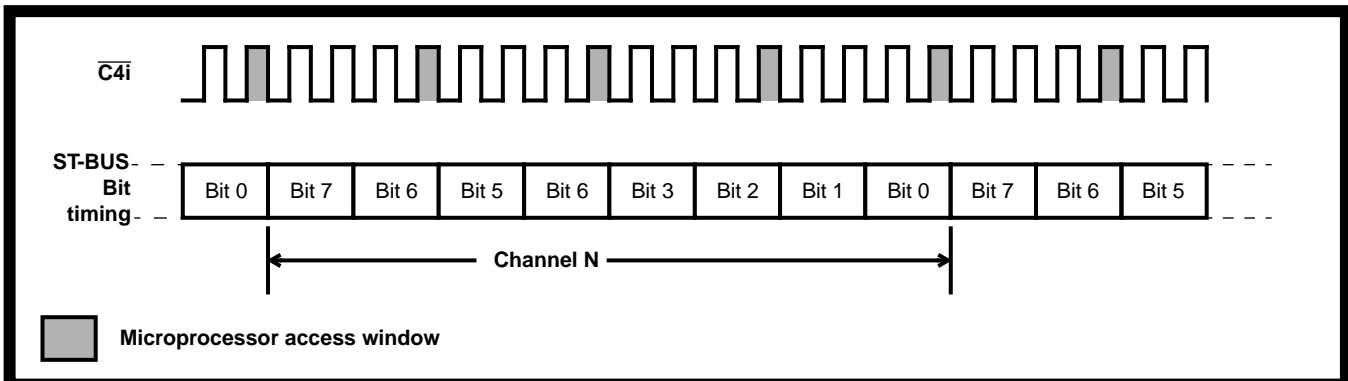 C4i
ST-BUS
Bit
timing
Bit 0 Bit 7 Bit 6 Bit 5 Bit 6 Bit 3 Bit 2 Bit 1 Bit 0 Bit 7 Bit 6 Bit 5
Channel N
Microprocessor access window